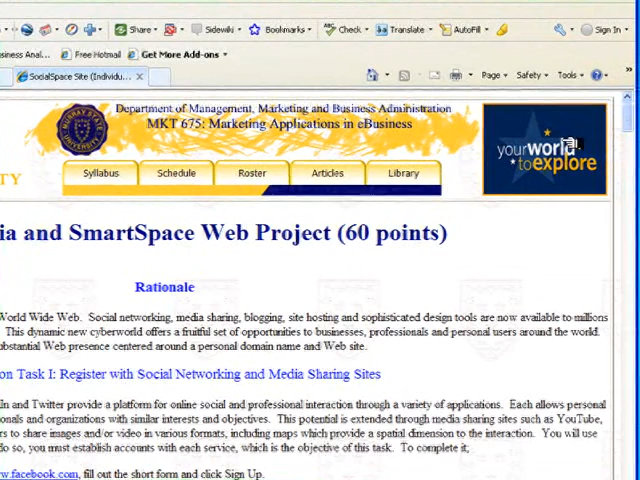 Share
Sidewiki
Bookmarks
Check
Translate
AutoFill
Sign In
siness Anal...
Free Hotmail
Get More Add-ons
SocialSpace Site (Individu...
Page
Safety
Tools
Department of Management, Marketing and Business Administration
MKT 675: Marketing Applications in eBusiness
MURRAY STATE UNIVERSITY
your world to explore
TY
Syllabus
Schedule
Roster
Articles
Library
ia and SmartSpace Web Project (60 points)
Rationale
World Wide Web. Social networking, media sharing, blogging, site hosting and sophisticated design tools are now available to millions
This dynamic new cyberworld offers a fruitful set of opportunities to businesses, professionals and personal users around the world.
ubstantial Web presence centered around a personal domain name and Web site.
on Task I: Register with Social Networking and Media Sharing Sites
In and Twitter provide a platform for online social and professional interaction through a variety of applications. Each allows personal
onals and organizations with similar interests and objectives. This potential is extended through media sharing sites such as YouTube,
rs to share images and/or video in various formats, including maps which provide a spatial dimension to the interaction. You will use
do so, you must establish accounts with each service, which is the objective of this task. To complete it;
ww.facebook.com, fill out the short form and click Sign Up.